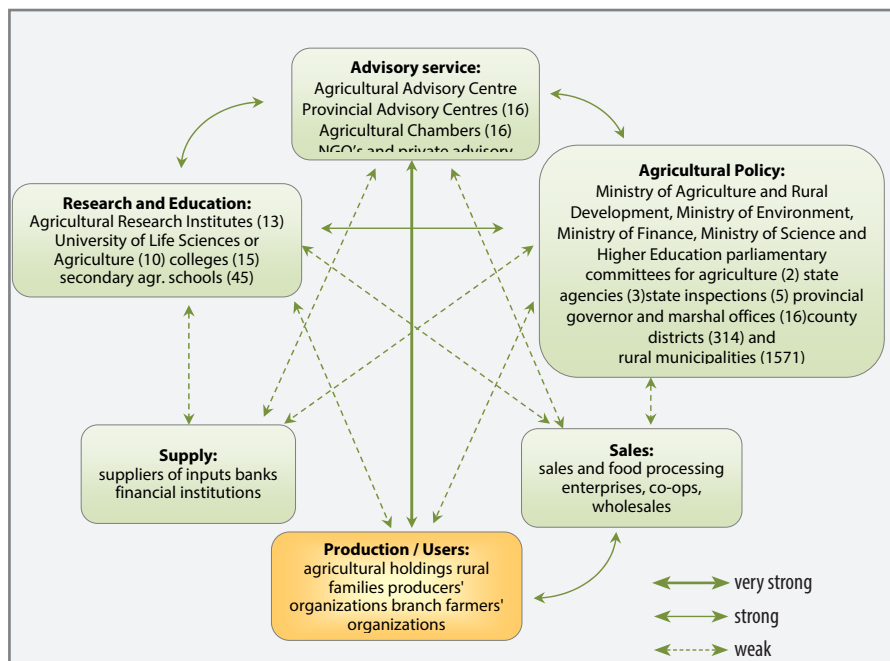 Advisory service:
Agricultural Advisory Centre
Provincial Advisory Centres (16)
Agricultural Chambers (16)
NGO's and private advisory
Research and Education:
Agricultural Research Institutes (13)
University of Life Sciences or
Agriculture (10) colleges (15)
secondary agr. schools (45)
Agricultural Policy:
Ministry of Agriculture and Rural
Development, Ministry of Environment,
Ministry of Finance, Ministry of Science and
Higher Education parliamentary
committees for agriculture (2) state
agencies (3)state inspections (5) provincial
governor and marshal offices (16)county
districts (314) and
rural municipalities (1571)
Supply:
suppliers of inputs banks
financial institutions
Sales:
sales and food processing
enterprises, co-ops,
wholesales
Production / Users:
agricultural holdings rural
families producers'
organizations branch farmers'
organizations
very strong
strong
weak